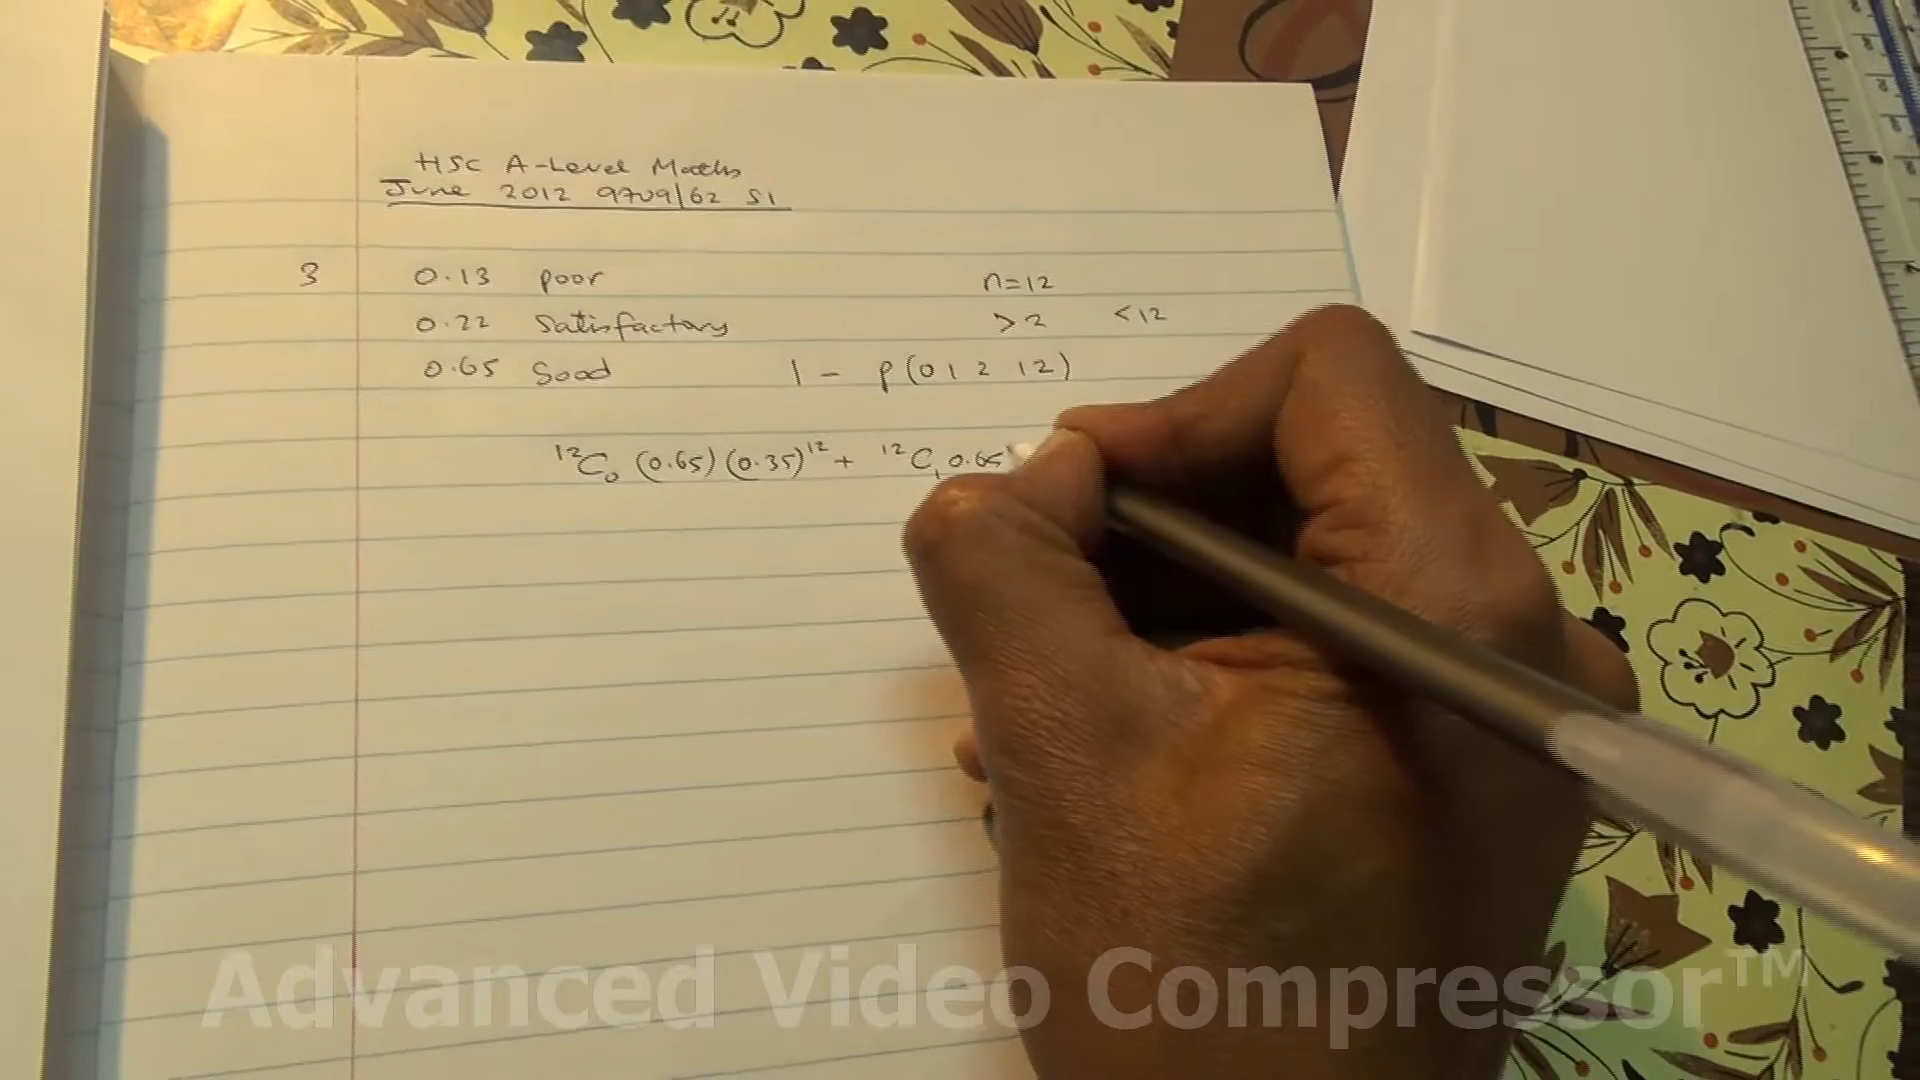 HSC A-Level Maths
June 2012 9709/62 S1
3 0.13 poor n=12
0.22 Satisfactory >2 <12
0.65 Good 1 - P(0 1 2 12)
¹²C₀ (0.65)(0.35)¹² + ¹²C₁ 0.65
Advanced Video Compressor™